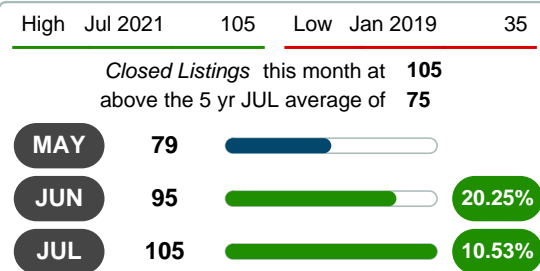 High Jul 2021 105 Low Jan 2019 35
Closed Listings this month at 105
above the 5 yr JUL average of 75
MAY 79
JUN 95 20.25%
JUL 105 10.53%